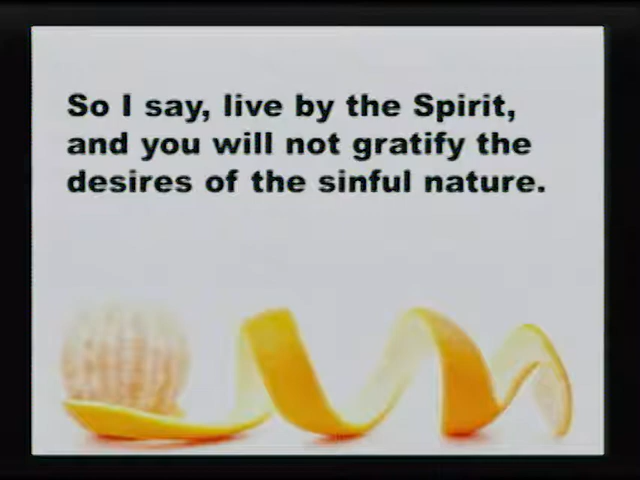 So I say, live by the Spirit,
and you will not gratify the
desires of the sinful nature.